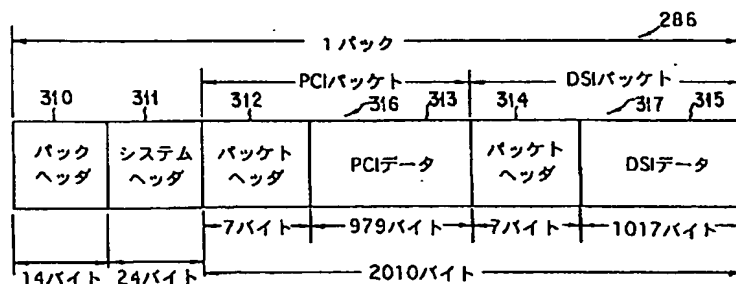 286
1パック
PCIパケット
DSIパケット
310
311
312
316
313
314
317
315
パック
ヘッダ
システム
ヘッダ
パケット
ヘッダ
PCIデータ
パケット
ヘッダ
DSIデータ
7バイト
979バイト
7バイト
1017バイト
14バイト
24バイト
2010バイト